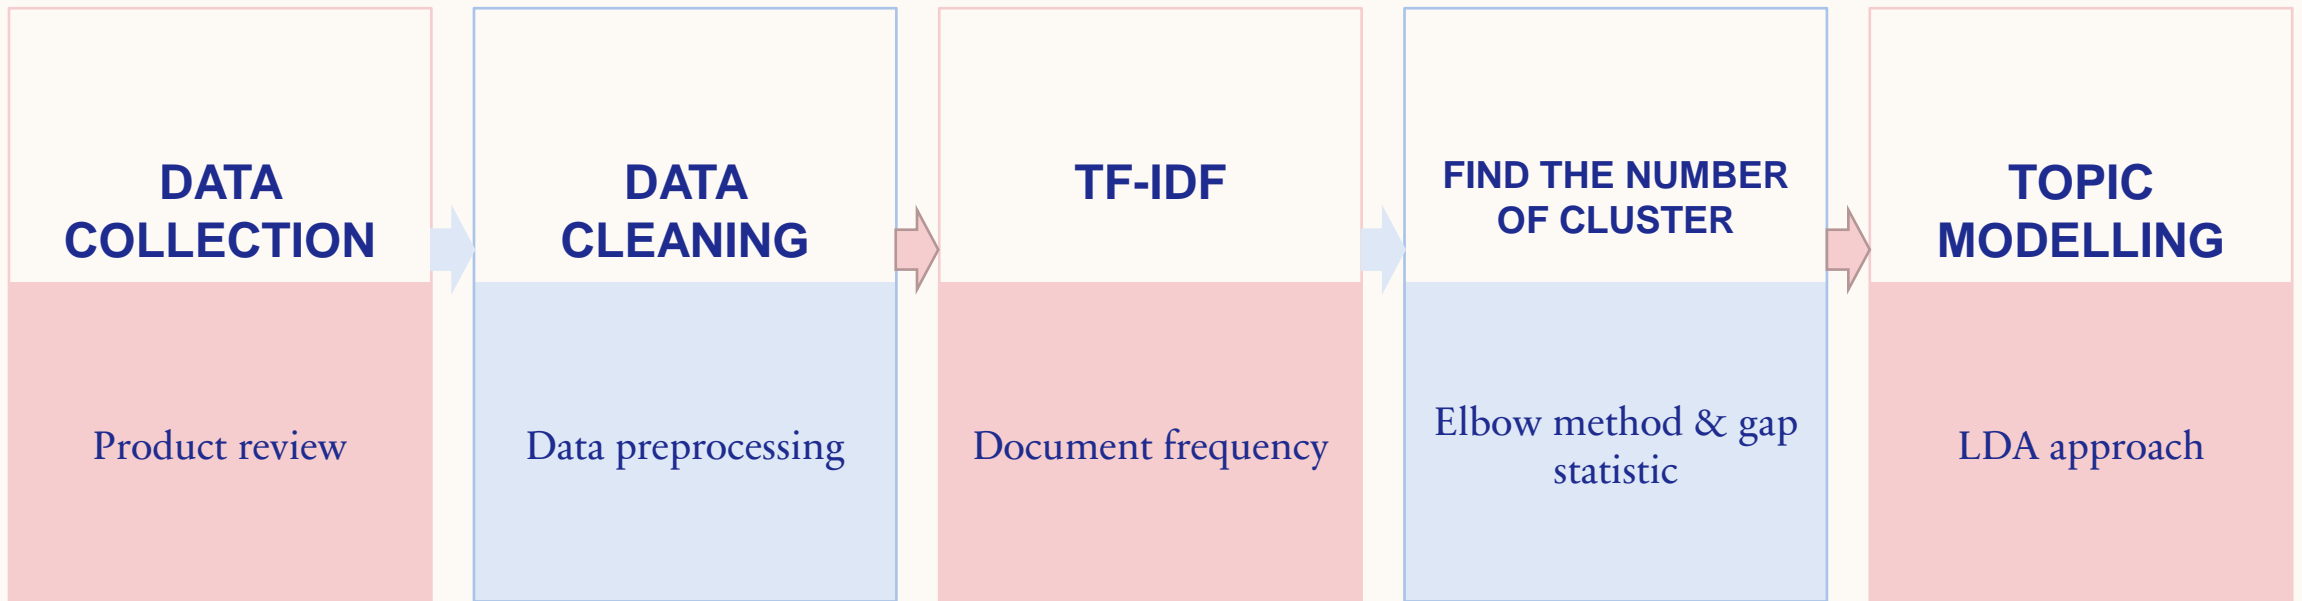 DATA
COLLECTION
Product review
DATA
CLEANING
Data preprocessing
TF-IDF
Document frequency
FIND THE NUMBER
OF CLUSTER
Elbow method & gap
statistic
TOPIC
MODELLING
LDA approach